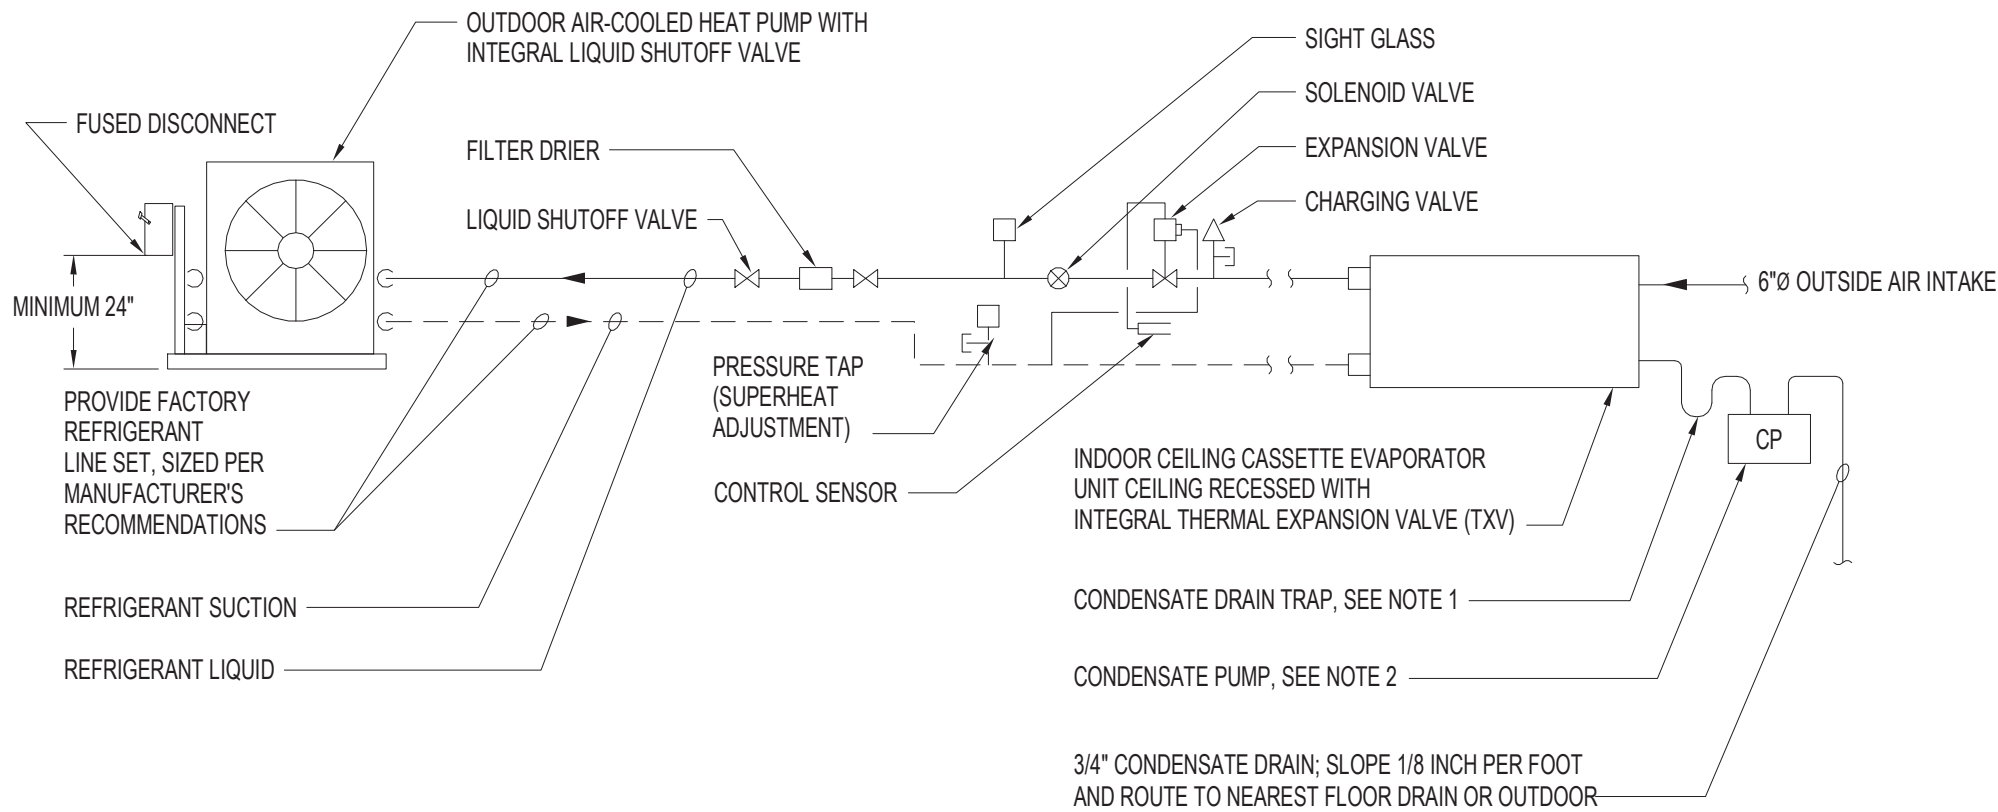 OUTDOOR AIR-COOLED HEAT PUMP WITH
INTEGRAL LIQUID SHUTOFF VALVE
FUSED DISCONNECT
FILTER DRIER
LIQUID SHUTOFF VALVE
SIGHT GLASS
SOLENOID VALVE
EXPANSION VALVE
CHARGING VALVE
MINIMUM 24"
6"Ø OUTSIDE AIR INTAKE
PROVIDE FACTORY
REFRIGERANT
LINE SET, SIZED PER
MANUFACTURER'S
RECOMMENDATIONS
PRESSURE TAP
(SUPERHEAT
ADJUSTMENT)
CONTROL SENSOR
CP
INDOOR CEILING CASSETTE EVAPORATOR
UNIT CEILING RECESSED WITH
INTEGRAL THERMAL EXPANSION VALVE (TXV)
REFRIGERANT SUCTION
REFRIGERANT LIQUID
CONDENSATE DRAIN TRAP, SEE NOTE 1
CONDENSATE PUMP, SEE NOTE 2
3/4" CONDENSATE DRAIN; SLOPE 1/8 INCH PER FOOT
AND ROUTE TO NEAREST FLOOR DRAIN OR OUTDOOR